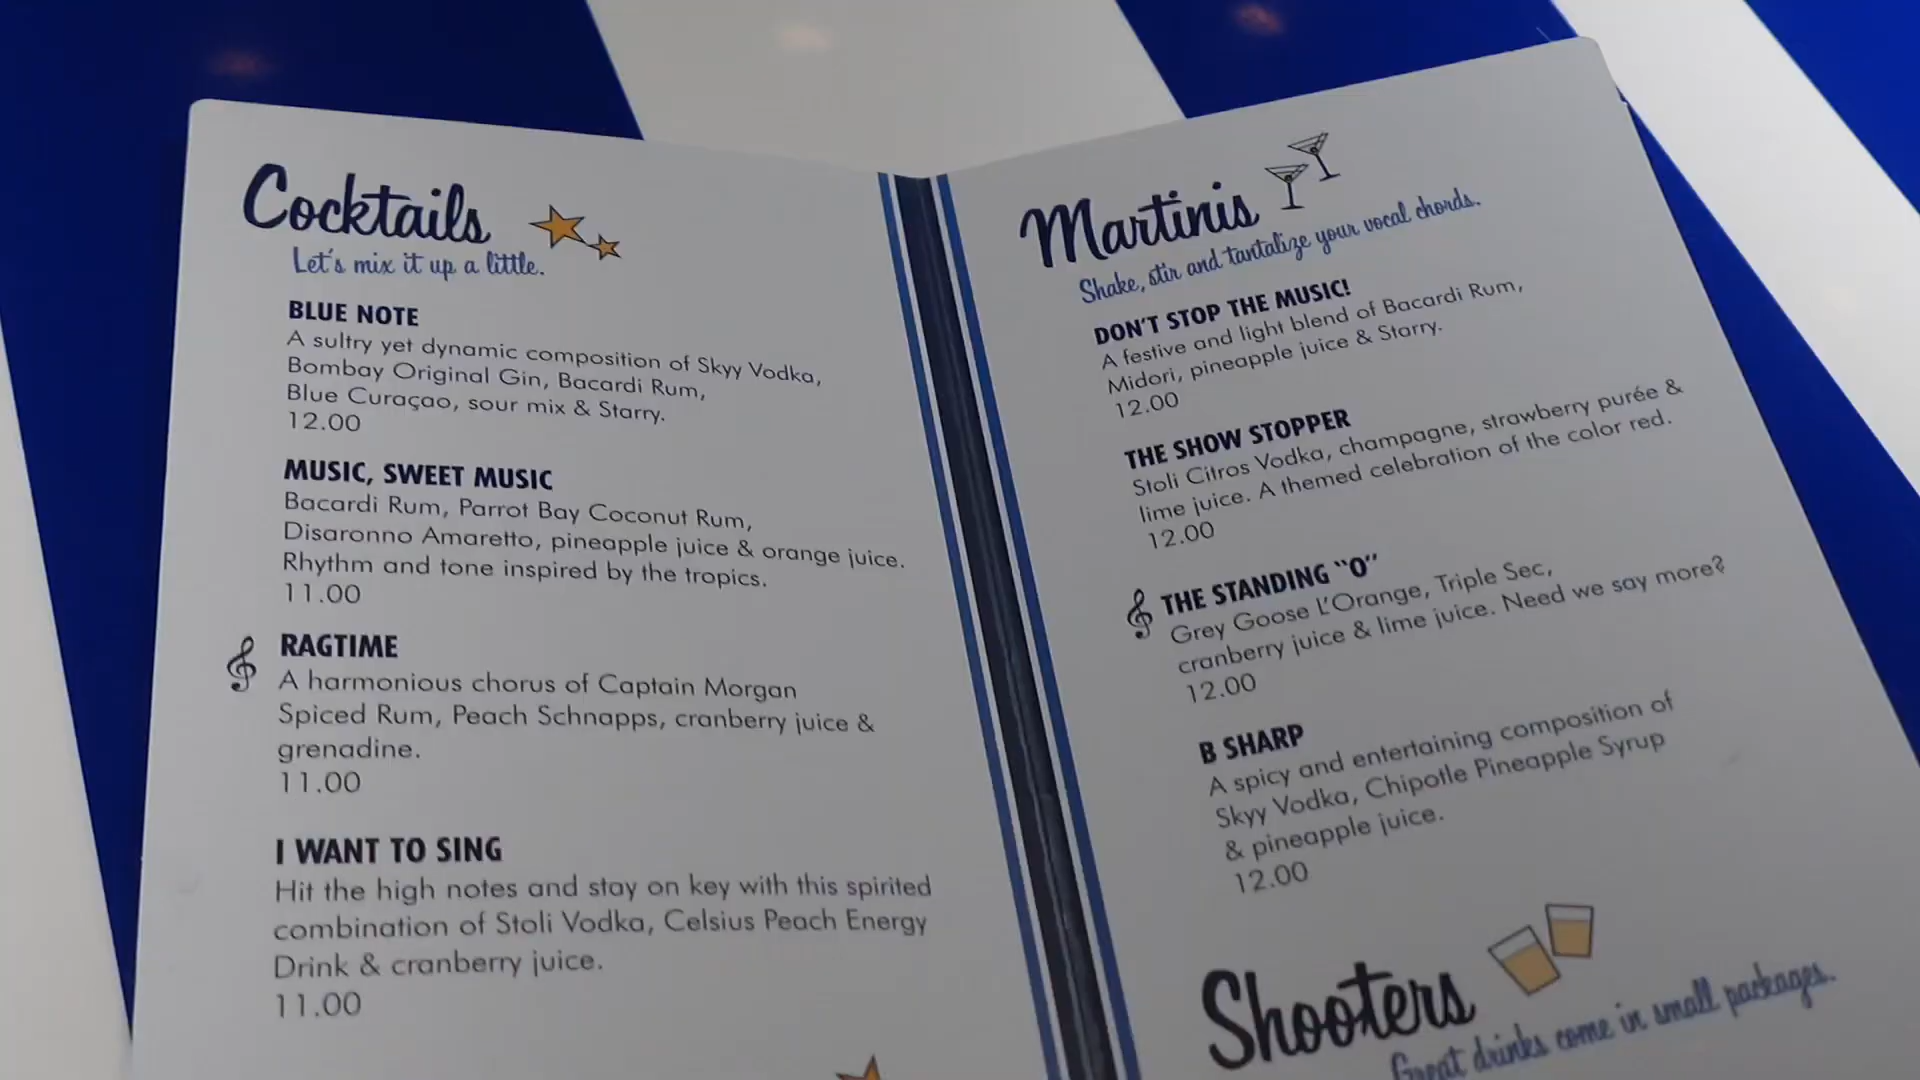 Cocktails
Let's mix it up a little.
BLUE NOTE
A sultry yet dynamic composition of Skyy Vodka,
Bombay Original Gin, Bacardi Rum,
Blue Curaçao, sour mix & Starry.
12.00
MUSIC, SWEET MUSIC
Bacardi Rum, Parrot Bay Coconut Rum,
Disaronno Amaretto, pineapple juice & orange juice.
Rhythm and tone inspired by the tropics.
11.00
RAGTIME
A harmonious chorus of Captain Morgan
Spiced Rum, Peach Schnapps, cranberry juice &
grenadine.
11.00
I WANT TO SING
Hit the high notes and stay on key with this spirited
combination of Stoli Vodka, Celsius Peach Energy
Drink & cranberry juice.
11.00
Martinis
Shake, stir and tantalize your vocal chords.
DON'T STOP THE MUSIC!
A festive and light blend of Bacardi Rum,
Midori, pineapple juice & Starry.
12.00
THE SHOW STOPPER
Stoli Citros Vodka, champagne, strawberry purée &
lime juice. A themed celebration of the color red.
12.00
THE STANDING "O"
Grey Goose L'Orange, Triple Sec,
cranberry juice & lime juice. Need we say more?
12.00
B SHARP
A spicy and entertaining composition of
Skyy Vodka, Chipotle Pineapple Syrup
& pineapple juice.
12.00
Shooters
Great drinks come in small packages.